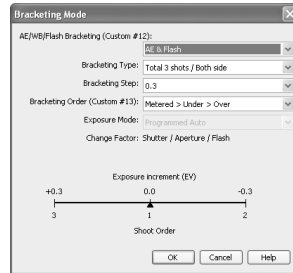 Bracketing Mode
AE/WB/Flash Bracketing (Custom #12):
AE & Flash
Bracketing Type: Total 3 shots / Both side
Bracketing Step: 0.3
Bracketing Order (Custom #13): Metered > Under > Over
Exposure Mode: Programmed Auto
Change Factor: Shutter / Aperture / Flash
Exposure increment (EV)
+0.3 0.0 -0.3
3 1 2
Shoot Order
OK Cancel Help